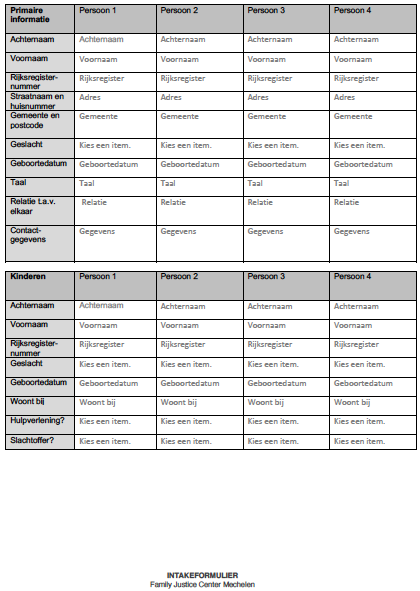 Primaire informatie Persoon 1 Persoon 2 Persoon 3 Persoon 4
Achternaam Achternaam Achternaam Achternaam Achternaam
Voornaam Voornaam Voornaam Voornaam Voornaam
Rijksregister-nummer Rijksregister Rijksregister Rijksregister Rijksregister
Straatnaam en huisnummer Adres Adres Adres Adres
Gemeente en postcode Gemeente Gemeente Gemeente Gemeente
Geslacht Kies een item. Kies een item. Kies een item. Kies een item.
Geboortedatum Geboortedatum Geboortedatum Geboortedatum Geboortedatum
Taal Taal Taal Taal Taal
Relatie t.a.v. elkaar Relatie Relatie Relatie Relatie
Contact-gegevens Gegevens Gegevens Gegevens Gegevens
Kinderen Persoon 1 Persoon 2 Persoon 3 Persoon 4
Achternaam Achternaam Achternaam Achternaam Achternaam
Voornaam Voornaam Voornaam Voornaam Voornaam
Rijksregister-nummer Rijksregister Rijksregister Rijksregister Rijksregister
Geslacht Kies een item. Kies een item. Kies een item. Kies een item.
Geboortedatum Geboortedatum Geboortedatum Geboortedatum Geboortedatum
Woont bij Woont bij Woont bij Woont bij Woont bij
Hulpverlening? Kies een item. Kies een item. Kies een item. Kies een item.
Slachtoffer? Kies een item. Kies een item. Kies een item. Kies een item.
INTAKEFORMULIER
Family Justice Center Mechelen